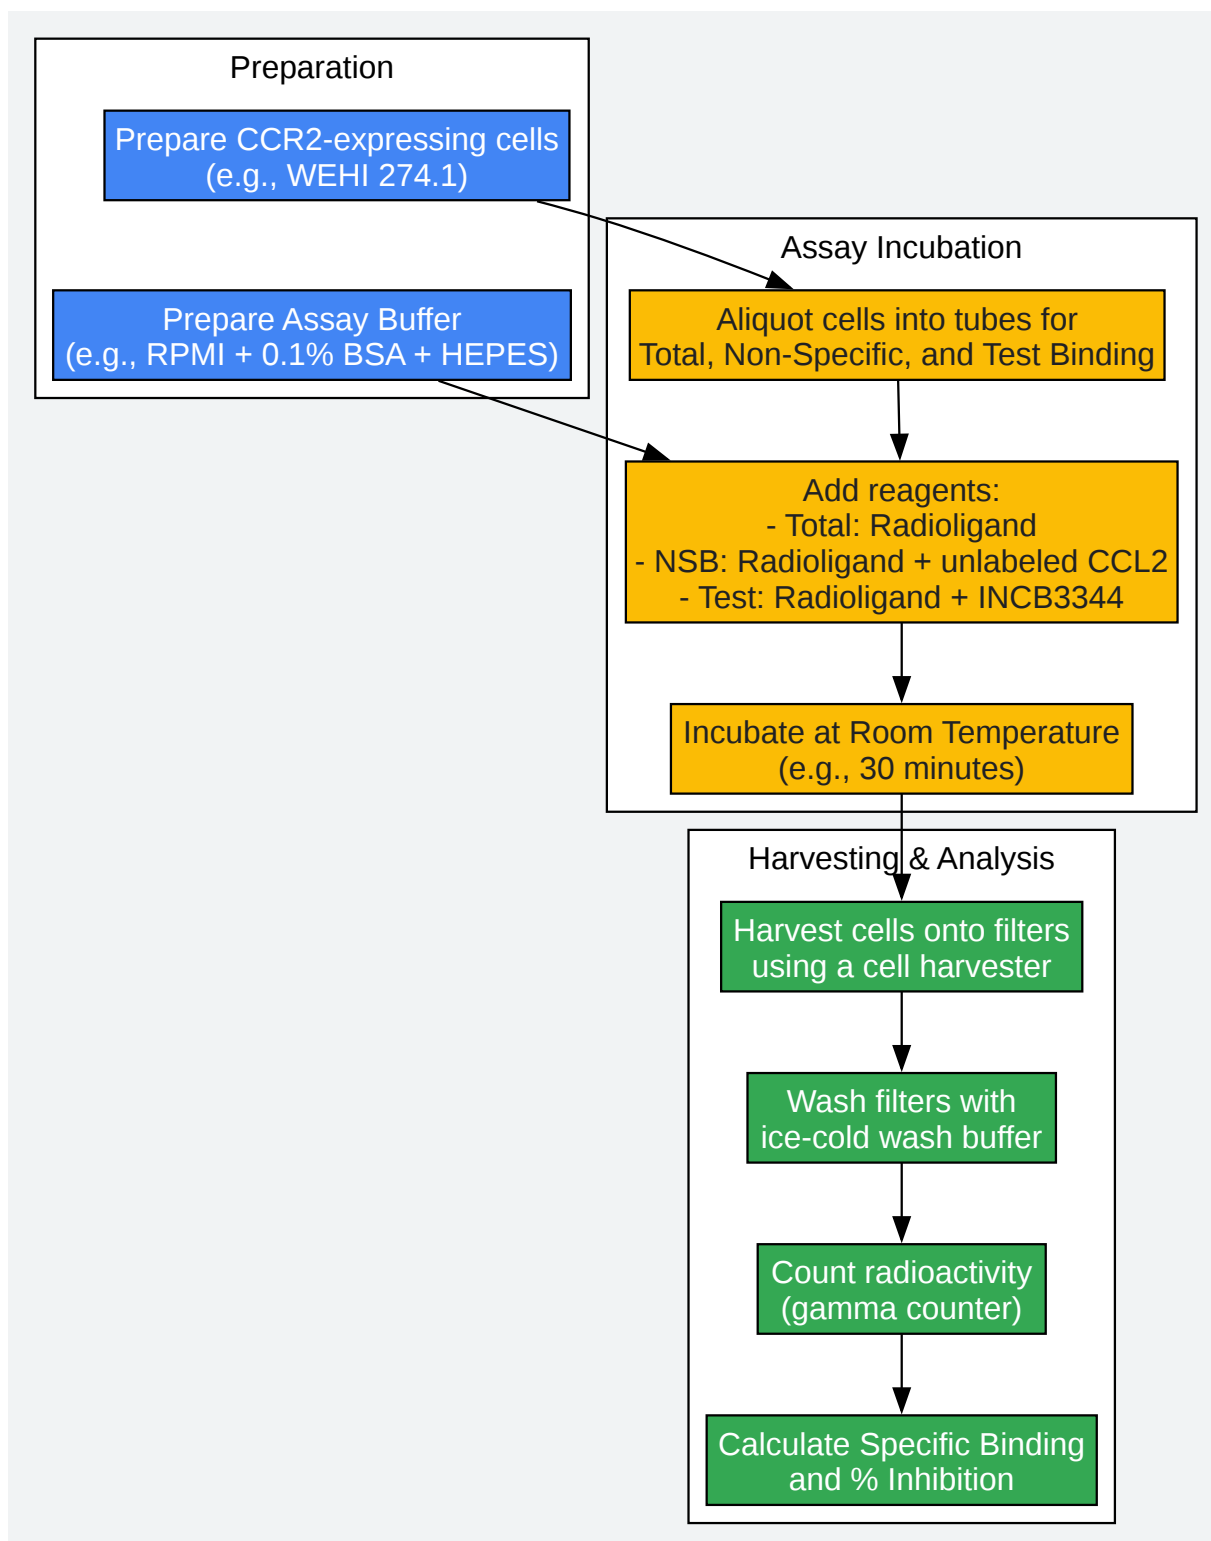 Preparation
Prepare CCR2-expressing cells
(e.g., WEHI 274.1)
Prepare Assay Buffer
(e.g., RPMI + 0.1% BSA + HEPES)
Assay Incubation
Aliquot cells into tubes for
Total, Non-Specific, and Test Binding
Add reagents:
- Total: Radioligand
- NSB: Radioligand + unlabeled CCL2
- Test: Radioligand + INCB3344
Incubate at Room Temperature
(e.g., 30 minutes)
Harvesting & Analysis
Harvest cells onto filters
using a cell harvester
Wash filters with
ice-cold wash buffer
Count radioactivity
(gamma counter)
Calculate Specific Binding
and % Inhibition